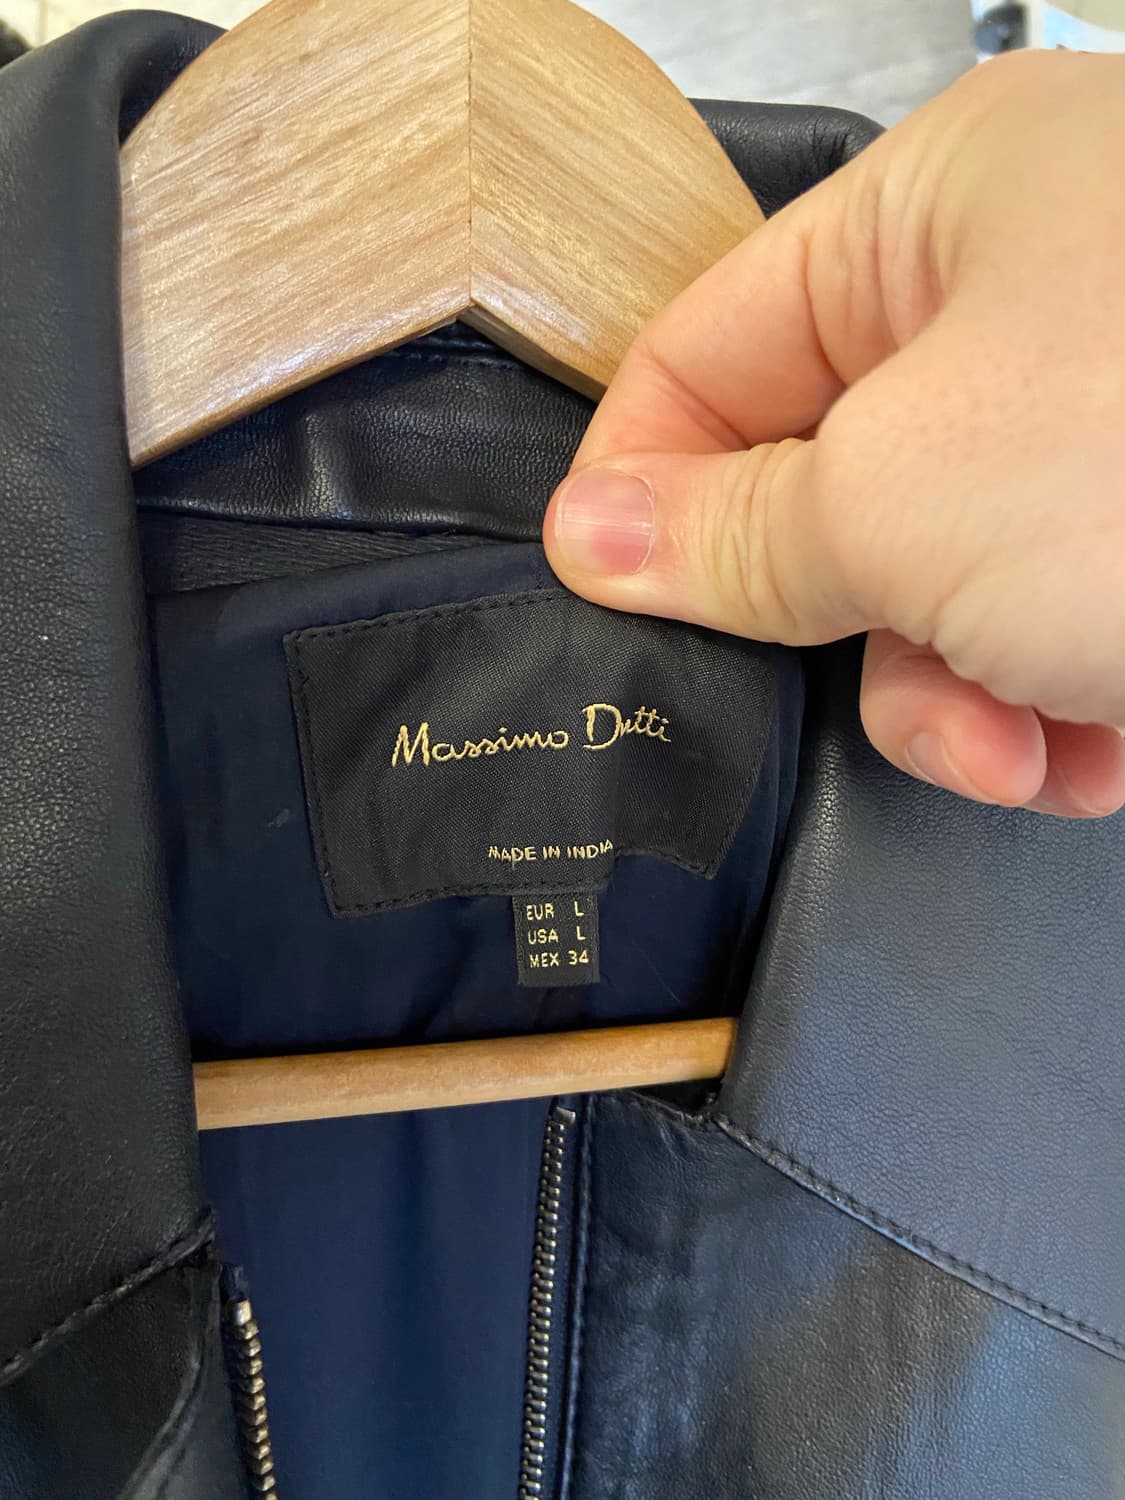 Massimo Dutti
MADE IN INDIA
EUR L
USA L
MEX 34